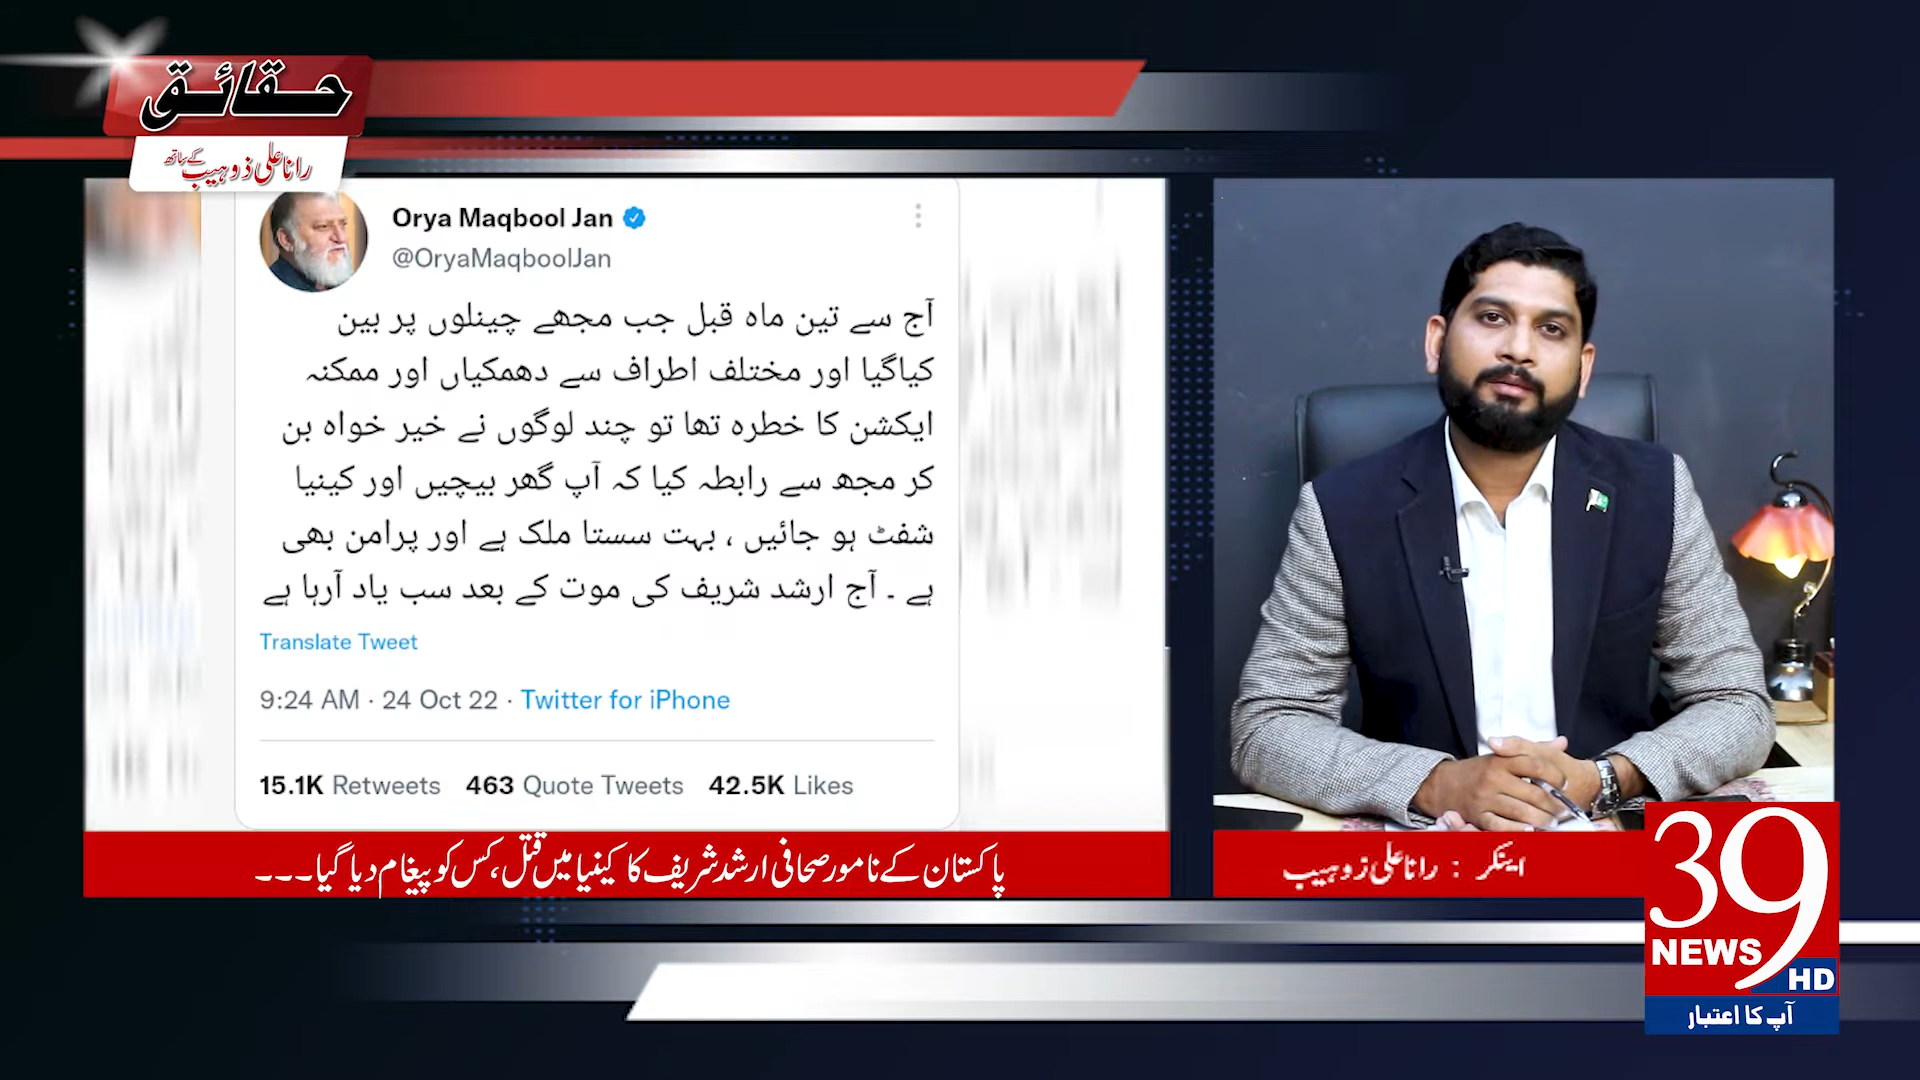 حقائق
رانا علی ذوہیب کے ساتھ
Orya Maqbool Jan
@OryaMaqboolJan
آج سے تین ماہ قبل جب مجھے چینلوں پر بین
کیاگیا اور مختلف اطراف سے دھمکیاں اور ممکنہ
ایکشن کا خطرہ تھا تو چند لوگوں نے خیر خواہ بن
کر مجھ سے رابطہ کیا کہ آپ گھر بیچیں اور کینیا
شفٹ ہو جائیں ، بہت سستا ملک ہے اور پرامن بھی
ہے ۔ آج ارشد شریف کی موت کے بعد سب یاد آرہا ہے
Translate Tweet
9:24 AM · 24 Oct 22 · Twitter for iPhone
15.1K Retweets 463 Quote Tweets 42.5K Likes
پاکستان کے نامور صحافی ارشد شریف کا کینیا میں قتل، کس کو پیغام دیا گیا۔۔۔
اینکر : رانا علی زوہیب
39
NEWS
HD
آپ کا اعتبار